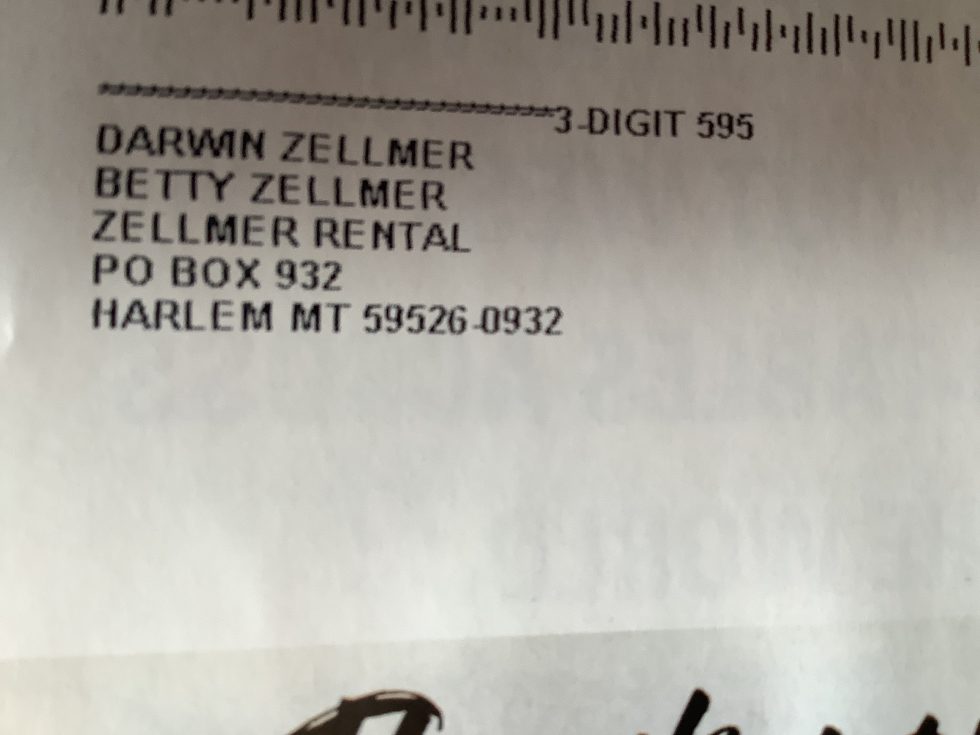 ******************************3-DIGIT 595
DARWIN ZELLMER
BETTY ZELLMER
ZELLMER RENTAL
PO BOX 932
HARLEM MT 59526-0932